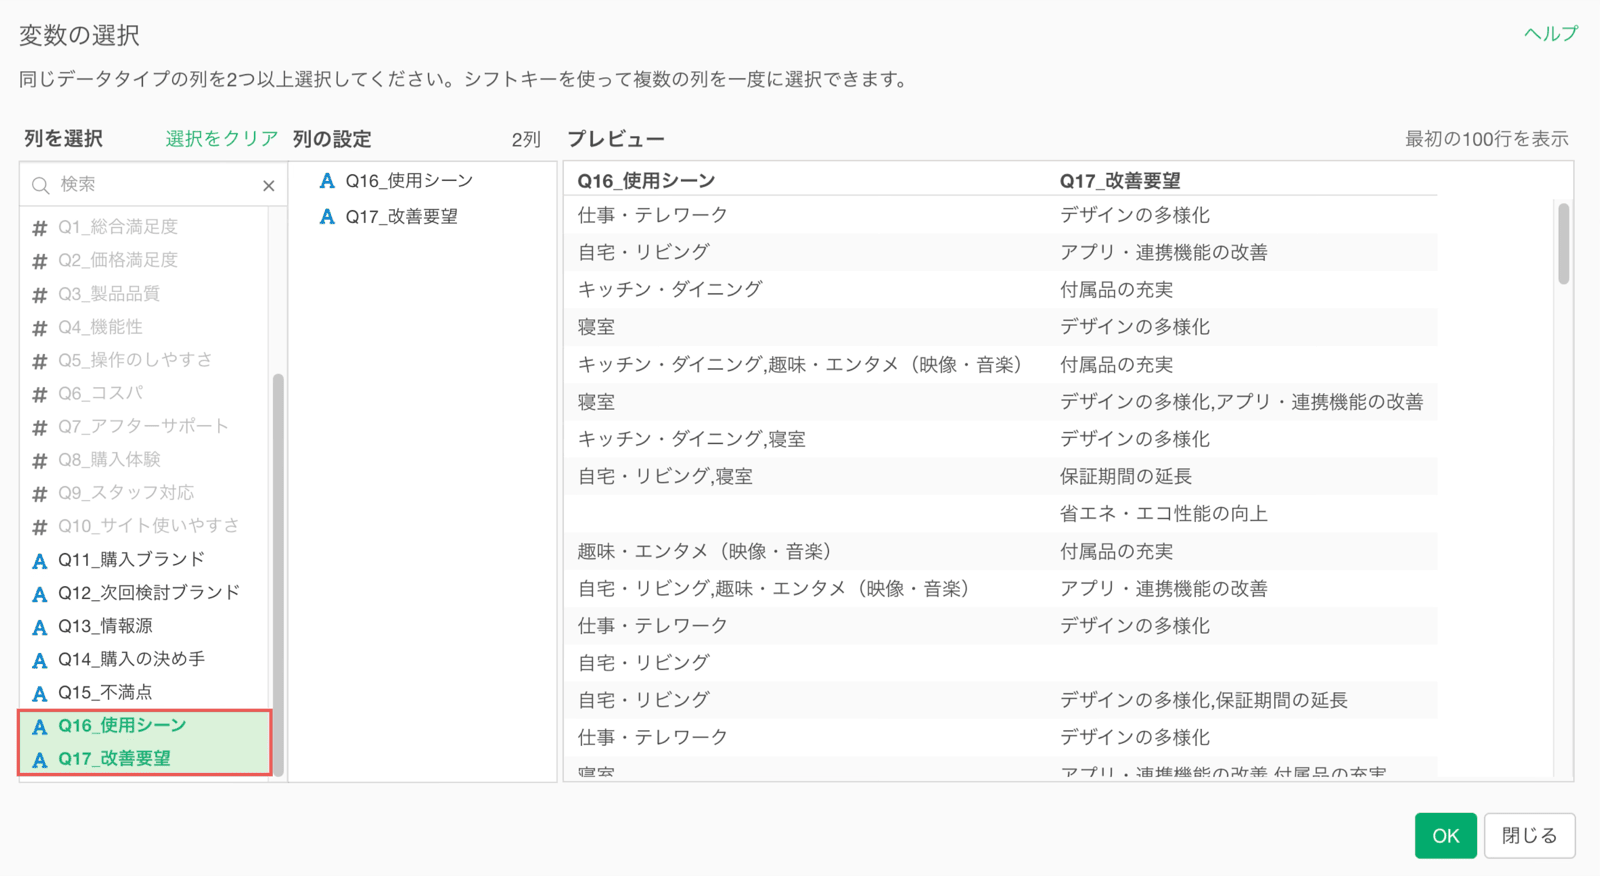 変数の選択
ヘルプ
同じデータタイプの列を2つ以上選択してください。シフトキーを使って複数の列を一度に選択できます。
列を選択 選択をクリア 列の設定 2列 プレビュー 最初の100行を表示
検索
# Q1_総合満足度
# Q2_価格満足度
# Q3_製品品質
# Q4_機能性
# Q5_操作のしやすさ
# Q6_コスパ
# Q7_アフターサポート
# Q8_購入体験
# Q9_スタッフ対応
# Q10_サイト使いやすさ
A Q11_購入ブランド
A Q12_次回検討ブランド
A Q13_情報源
A Q14_購入の決め手
A Q15_不満点
A Q16_使用シーン
A Q17_改善要望
A Q16_使用シーン
A Q17_改善要望
Q16_使用シーン Q17_改善要望
仕事・テレワーク デザインの多様化
自宅・リビング アプリ・連携機能の改善
キッチン・ダイニング 付属品の充実
寝室 デザインの多様化
キッチン・ダイニング,趣味・エンタメ（映像・音楽） 付属品の充実
寝室 デザインの多様化,アプリ・連携機能の改善
キッチン・ダイニング,寝室 デザインの多様化
自宅・リビング,寝室 保証期間の延長
省エネ・エコ性能の向上
趣味・エンタメ（映像・音楽） 付属品の充実
自宅・リビング,趣味・エンタメ（映像・音楽） アプリ・連携機能の改善
仕事・テレワーク デザインの多様化
自宅・リビング
自宅・リビング デザインの多様化,保証期間の延長
仕事・テレワーク デザインの多様化
寝室 アプリ・連携機能の改善,付属品の充実
OK 閉じる